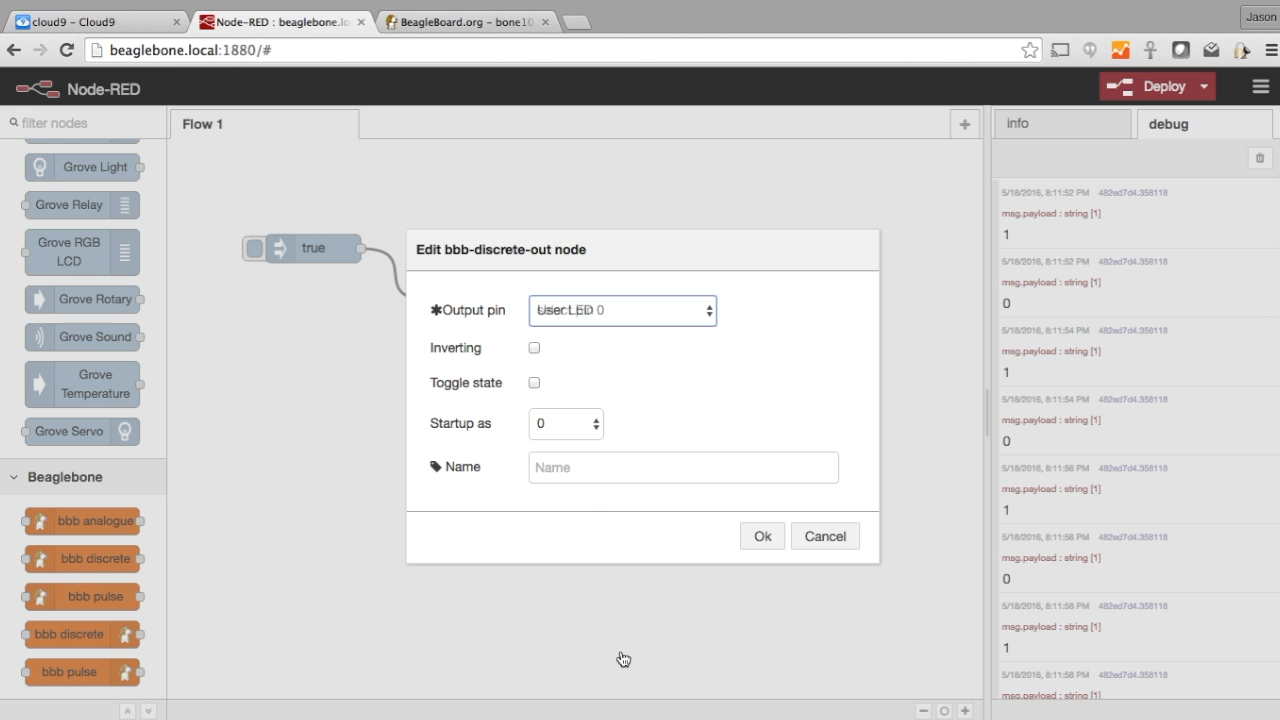 cloud9 - Cloud9
Node-RED : beaglebone.lo
BeagleBoard.org - bone10
Jason
beaglebone.local:1880/#
Node-RED
Deploy
filter nodes
Flow 1
info
debug
Grove Light
Grove Relay
Grove RGB
LCD
Grove Rotary
Grove Sound
Grove
Temperature
Grove Servo
Beaglebone
bbb analogue
bbb discrete
bbb pulse
bbb discrete
bbb pulse
true
Edit bbb-discrete-out node
✱Output pin
User LED 0
Inverting
Toggle state
Startup as
0
Name
Name
Ok
Cancel
5/18/2016, 8:11:52 PM 482ed7d4.358118
msg.payload : string [1]
1
5/18/2016, 8:11:52 PM 482ed7d4.358118
msg.payload : string [1]
0
5/18/2016, 8:11:54 PM 482ed7d4.358118
msg.payload : string [1]
1
5/18/2016, 8:11:54 PM 482ed7d4.358118
msg.payload : string [1]
0
5/18/2016, 8:11:56 PM 482ed7d4.358118
msg.payload : string [1]
1
5/18/2016, 8:11:56 PM 482ed7d4.358118
msg.payload : string [1]
0
5/18/2016, 8:11:58 PM 482ed7d4.358118
msg.payload : string [1]
1
5/18/2016, 8:11:58 PM 482ed7d4.358118
msg.payload : string [1]